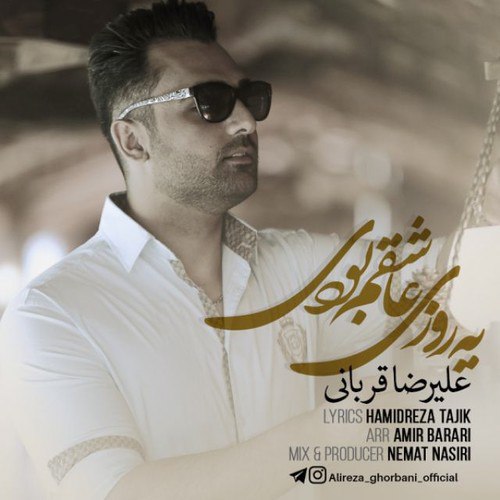 یه روزی عاشقم بودی
علیرضا قربانی
LYRICS HAMIDREZA TAJIK
ARR AMIR BARARI
MIX & PRODUCER NEMAT NASIRI
Alireza_ghorbani_official